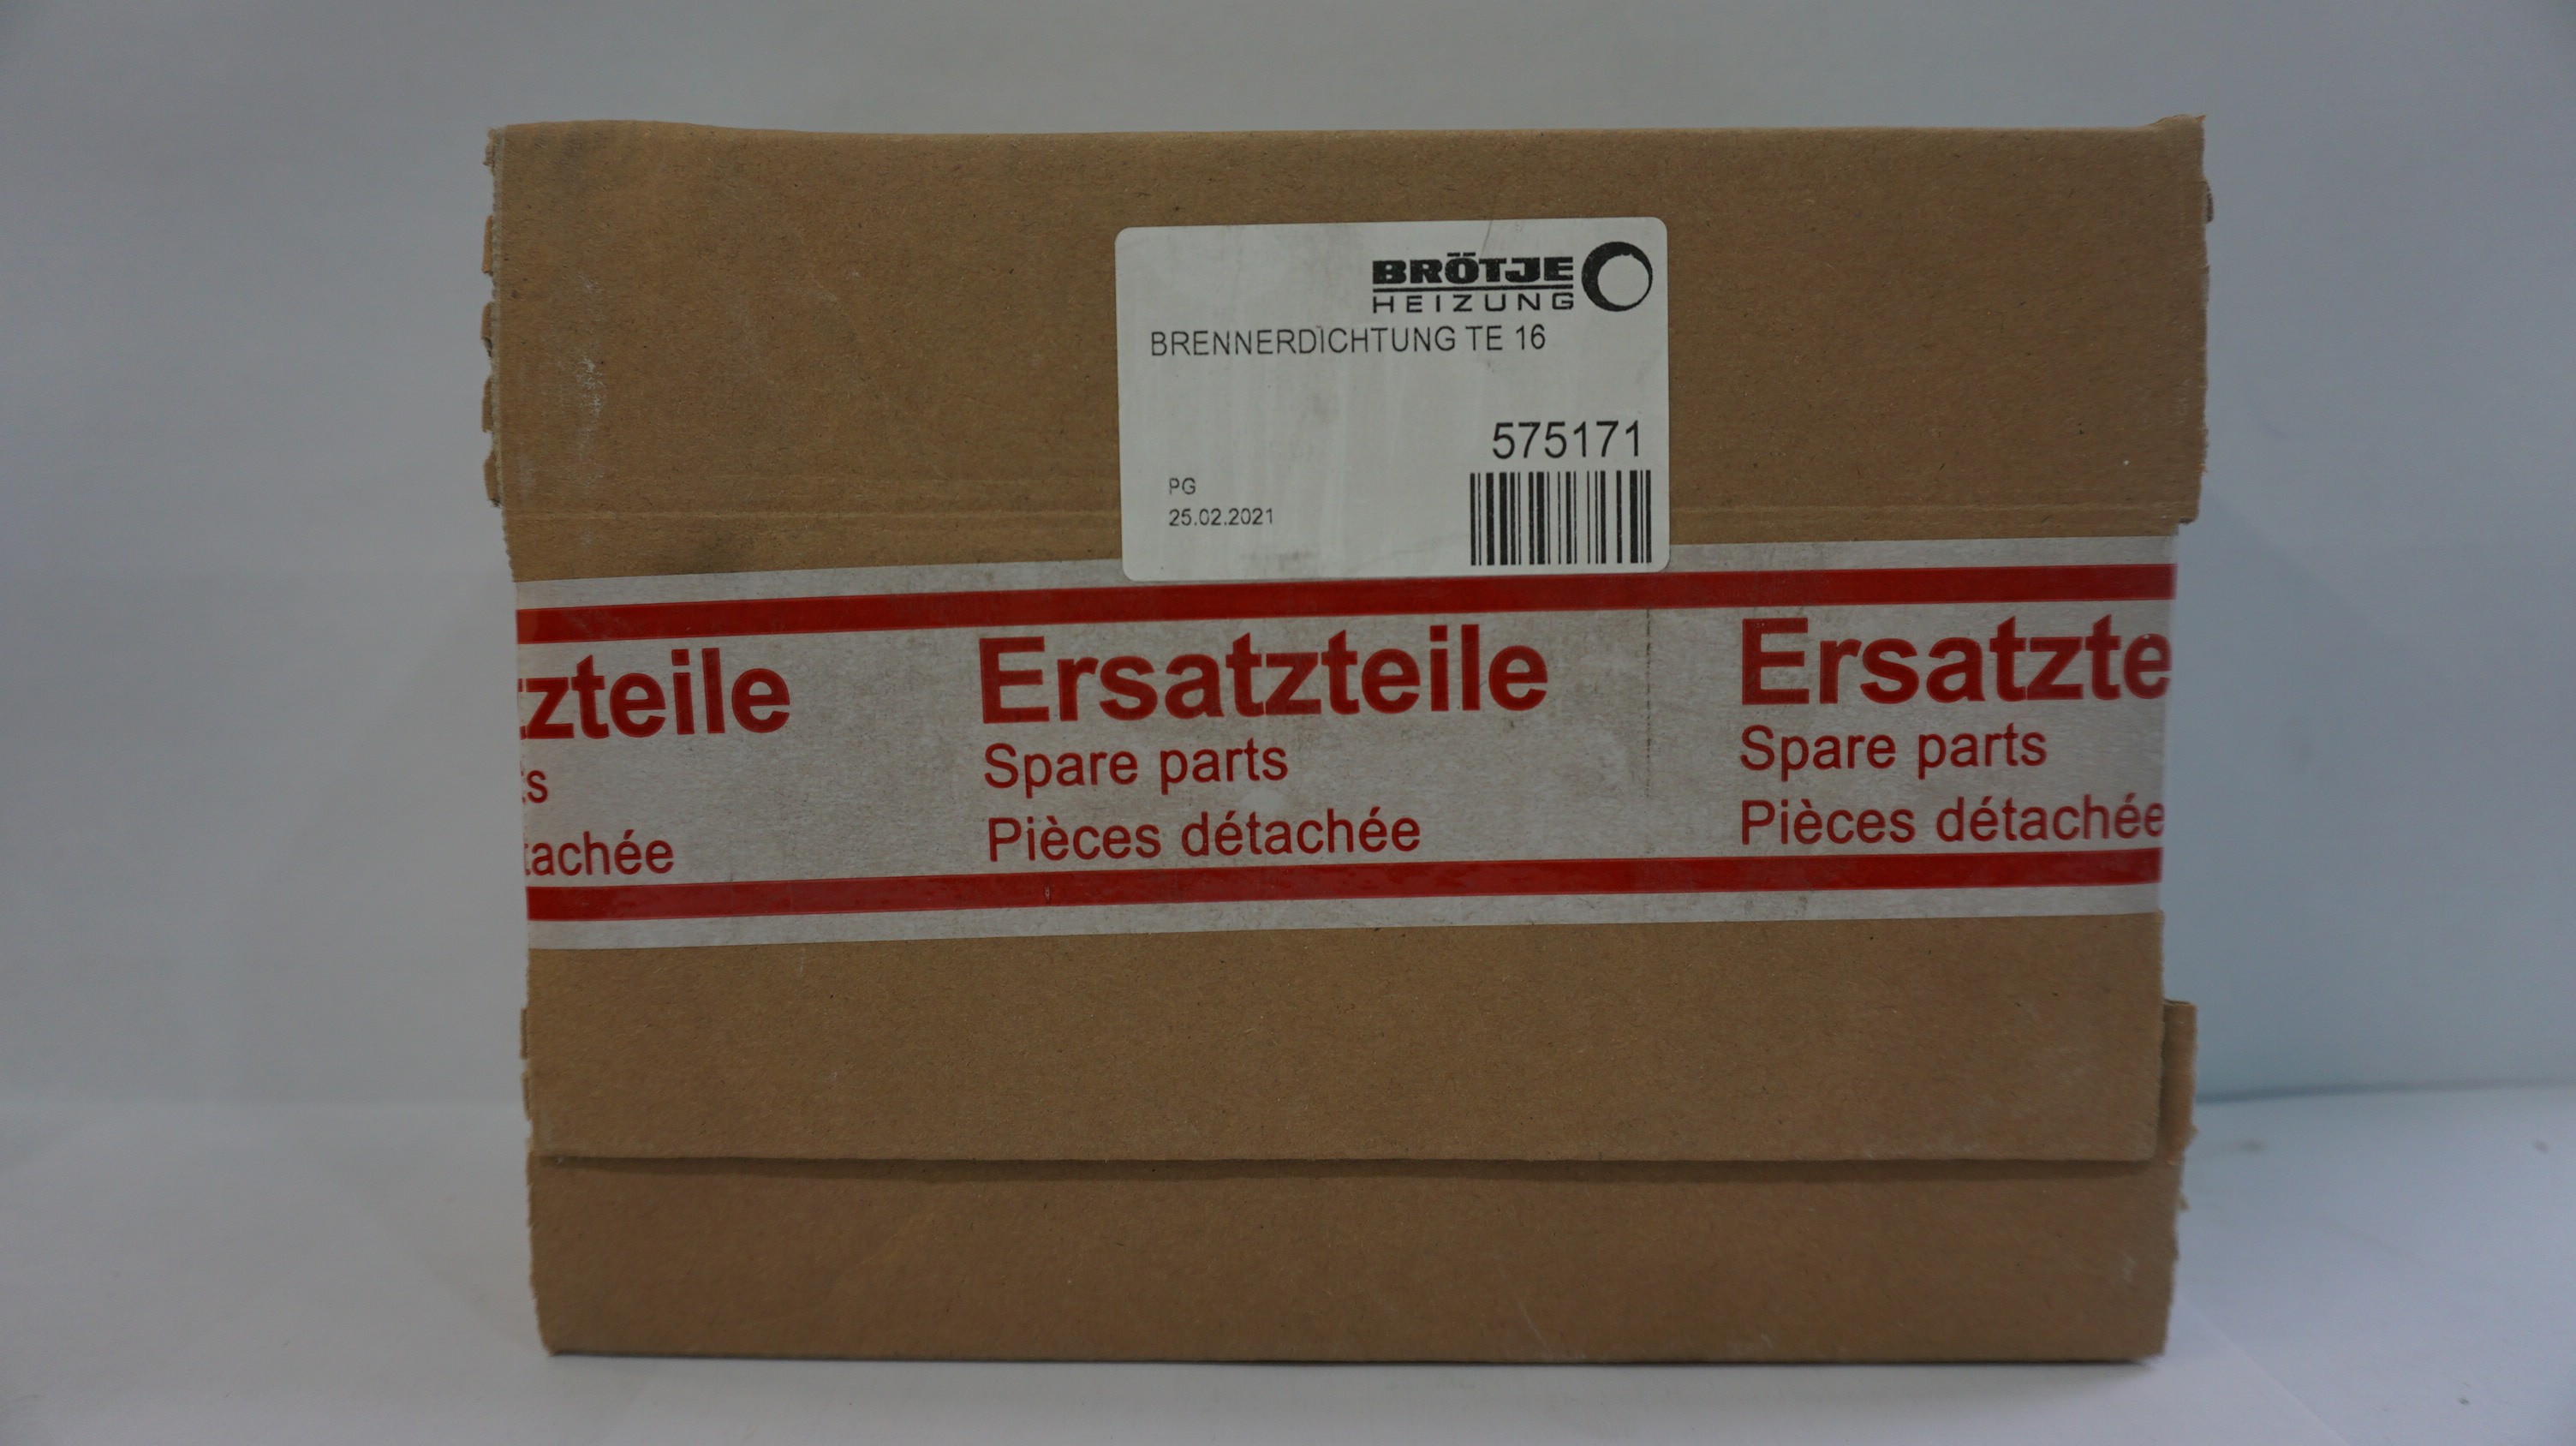 BRÖTJE
HEIZUNG
BRENNERDICHTUNG TE 16
575171
PG
25.02.2021
zteile
Ersatzteile
Ersatzte
s
Spare parts
Spare parts
tachée
Pièces détachée
Pièces détachée